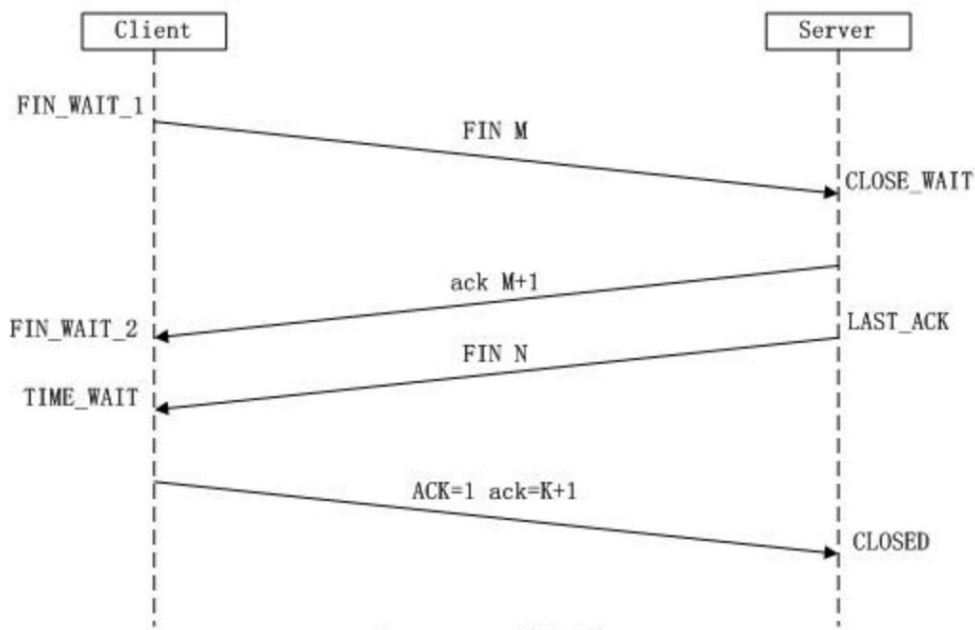 Client
Server
FIN_WAIT_1
FIN M
CLOSE_WAIT
ack M+1
FIN_WAIT_2
LAST_ACK
FIN N
TIME_WAIT
ACK=1 ack=K+1
CLOSED